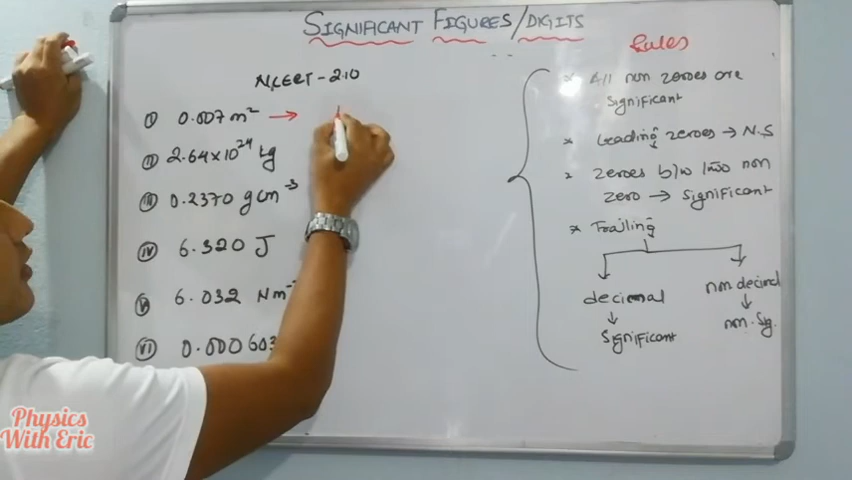 SIGNIFICANT FIGURES/DIGITS
NCERT - 2.10
(i) 0.007 m² →
(ii) 2.64 x 10²⁴ kg
(iii) 0.2370 g cm⁻³
(iv) 6.320 J
(v) 6.032 Nm⁻
(vi) 0.000603
Rules
* All non zeroes are
significant
* Leading zeroes → N.S
* zeroes b/w two non
zero → significant
* Trailing
decimal
↓
significant
non decimal
↓
non. sig.
Physics
With Eric